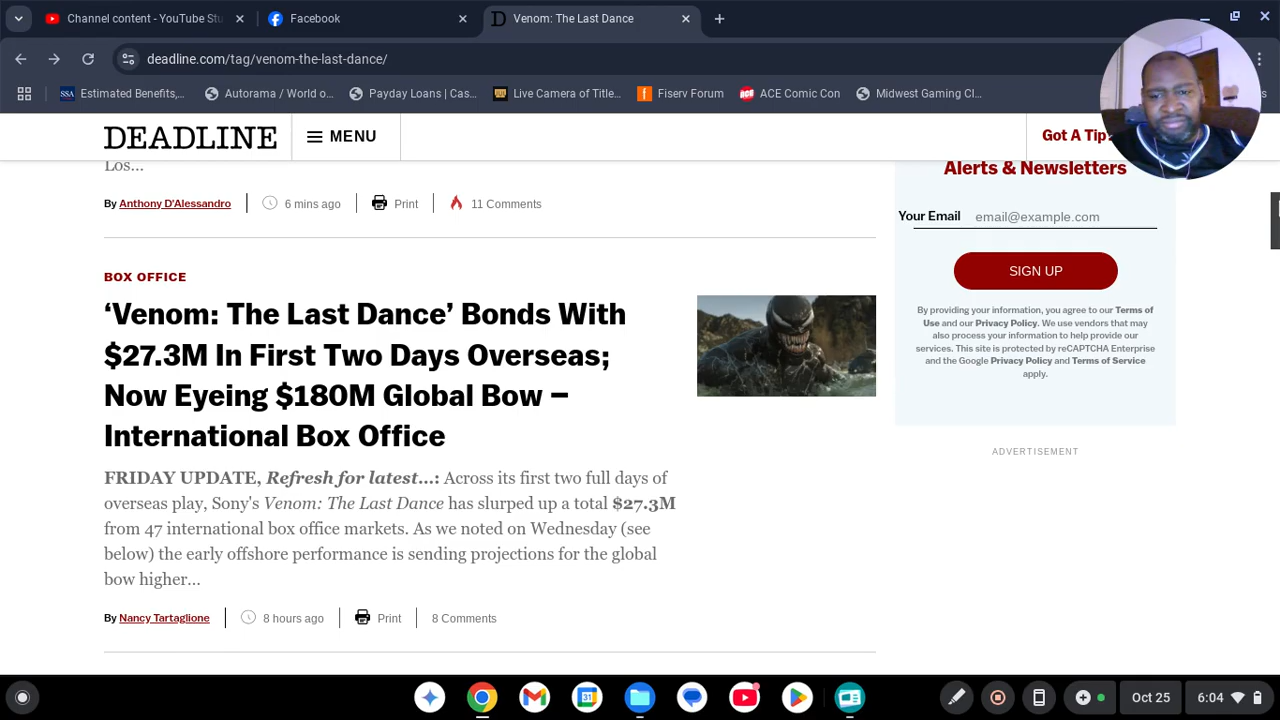 Channel content - YouTube Stu
Facebook
Venom: The Last Dance
deadline.com/tag/venom-the-last-dance/
Estimated Benefits,...
Autorama / World o...
Payday Loans | Cas...
Live Camera of Title...
Fiserv Forum
ACE Comic Con
Midwest Gaming Cl...
DEADLINE
MENU
Got A Tip?
Los...
By Anthony D'Alessandro
6 mins ago
Print
11 Comments
Alerts & Newsletters
Your Email
email@example.com
SIGN UP
By providing your information, you agree to our Terms of
Use and our Privacy Policy. We use vendors that may
also process your information to help provide our
services. This site is protected by reCAPTCHA Enterprise
and the Google Privacy Policy and Terms of Service
apply.
ADVERTISEMENT
BOX OFFICE
‘Venom: The Last Dance’ Bonds With
$27.3M In First Two Days Overseas;
Now Eyeing $180M Global Bow –
International Box Office
FRIDAY UPDATE, Refresh for latest…: Across its first two full days of
overseas play, Sony's Venom: The Last Dance has slurped up a total $27.3M
from 47 international box office markets. As we noted on Wednesday (see
below) the early offshore performance is sending projections for the global
bow higher...
By Nancy Tartaglione
8 hours ago
Print
8 Comments
31
Oct 25
6:04